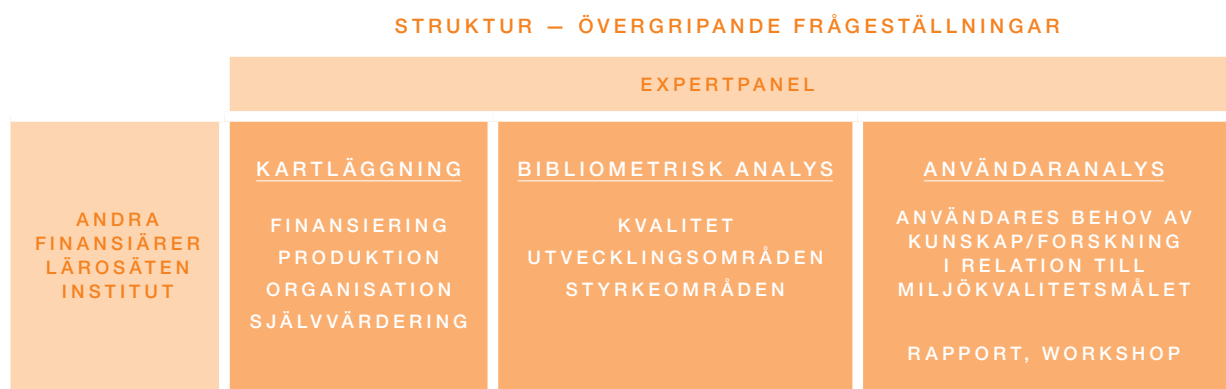 STRUKTUR — ÖVERGRIPANDE FRÅGESTÄLLNINGAR
EXPERTPANEL
ANDRA
FINANSIÄRER
LÄROSÄTEN
INSTITUT
KARTLÄGGNING
FINANSIERING
PRODUKTION
ORGANISATION
SJÄLVVÄRDERING
BIBLIOMETRISK ANALYS
KVALITET
UTVECKLINGSOMRÅDEN
STYRKEOMRÅDEN
ANVÄNDARANALYS
ANVÄNDARES BEHOV AV
KUNSKAP/FORSKNING
I RELATION TILL
MILJÖKVALITETSMÅLET
RAPPORT, WORKSHOP